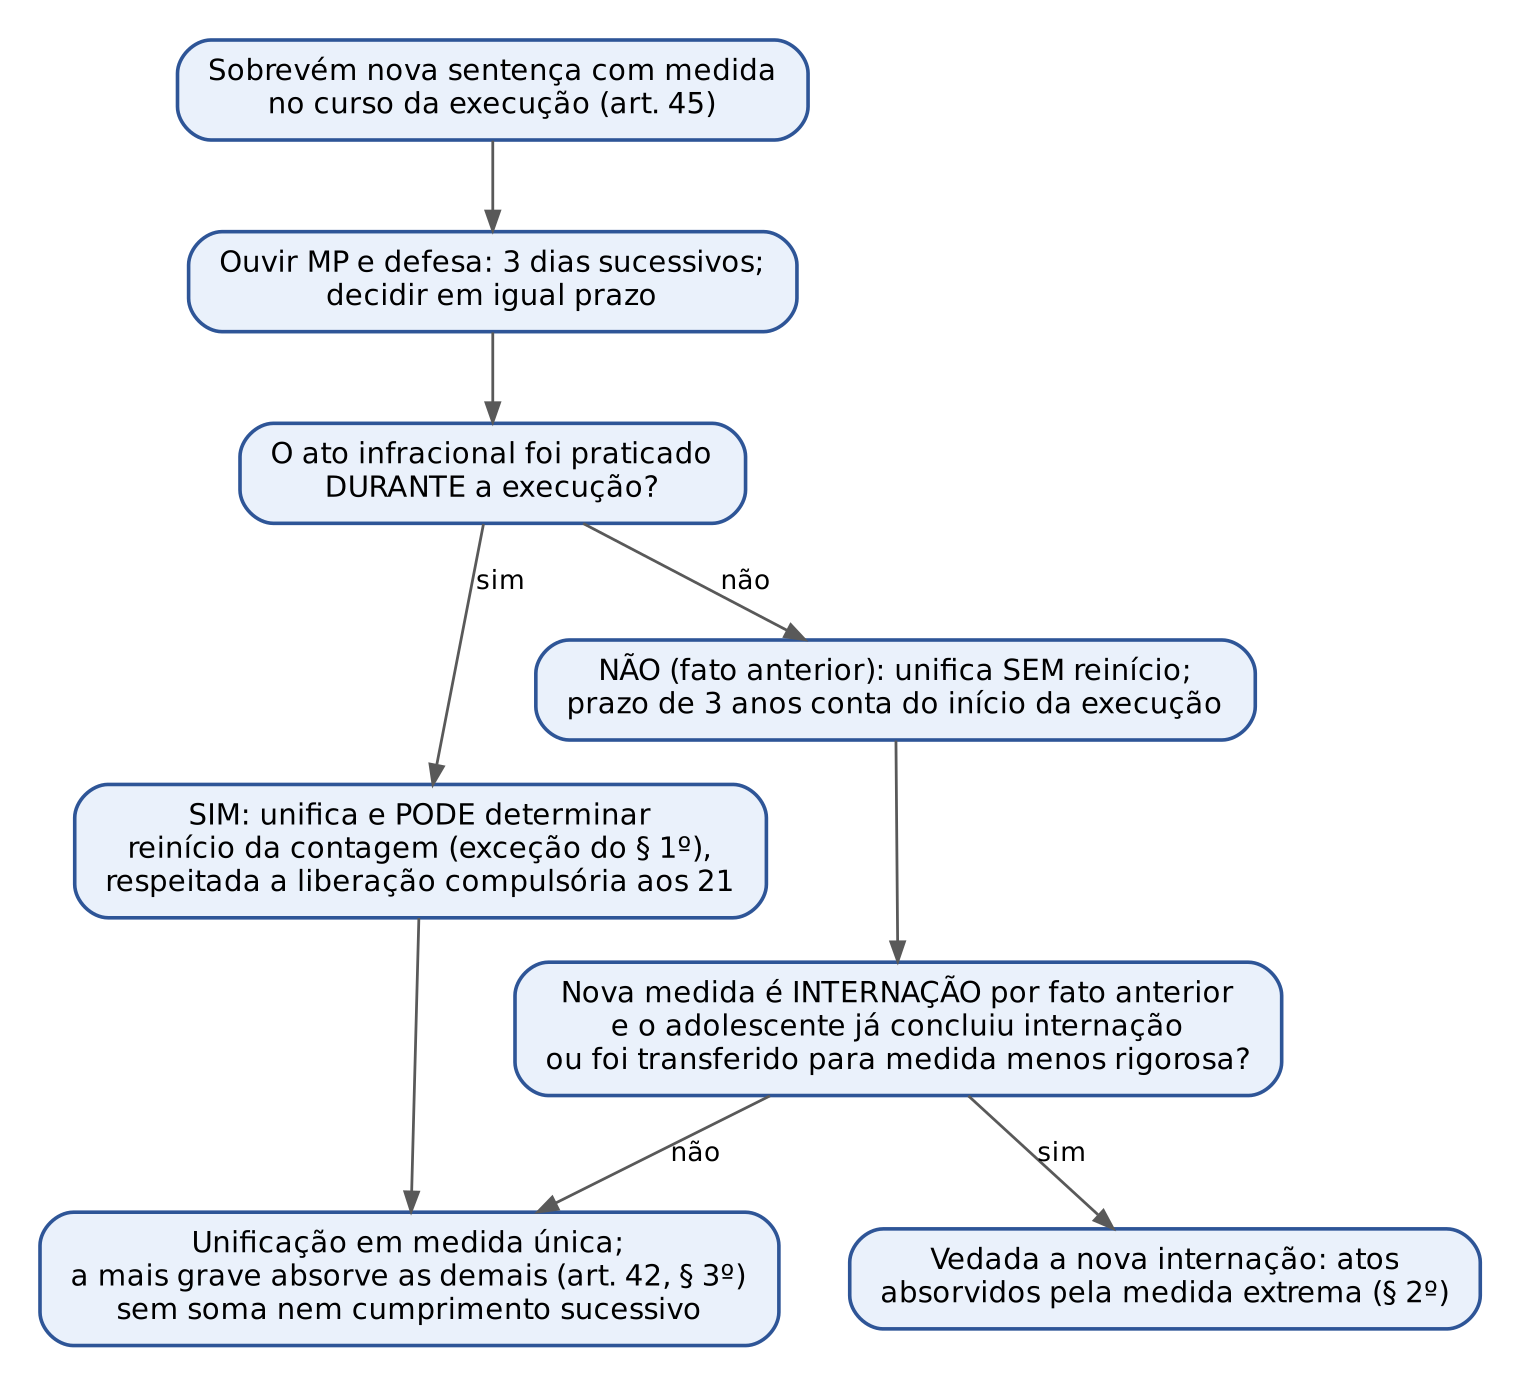 Sobrevém nova sentença com medida
no curso da execução (art. 45)
Ouvir MP e defesa: 3 dias sucessivos;
decidir em igual prazo
O ato infracional foi praticado
DURANTE a execução?
sim
não
NÃO (fato anterior): unifica SEM reinício;
prazo de 3 anos conta do início da execução
SIM: unifica e PODE determinar
reinício da contagem (exceção do § 1º),
respeitada a liberação compulsória aos 21
Nova medida é INTERNAÇÃO por fato anterior
e o adolescente já concluiu internação
ou foi transferido para medida menos rigorosa?
não
sim
Unificação em medida única;
a mais grave absorve as demais (art. 42, § 3º)
sem soma nem cumprimento sucessivo
Vedada a nova internação: atos
absorvidos pela medida extrema (§ 2º)